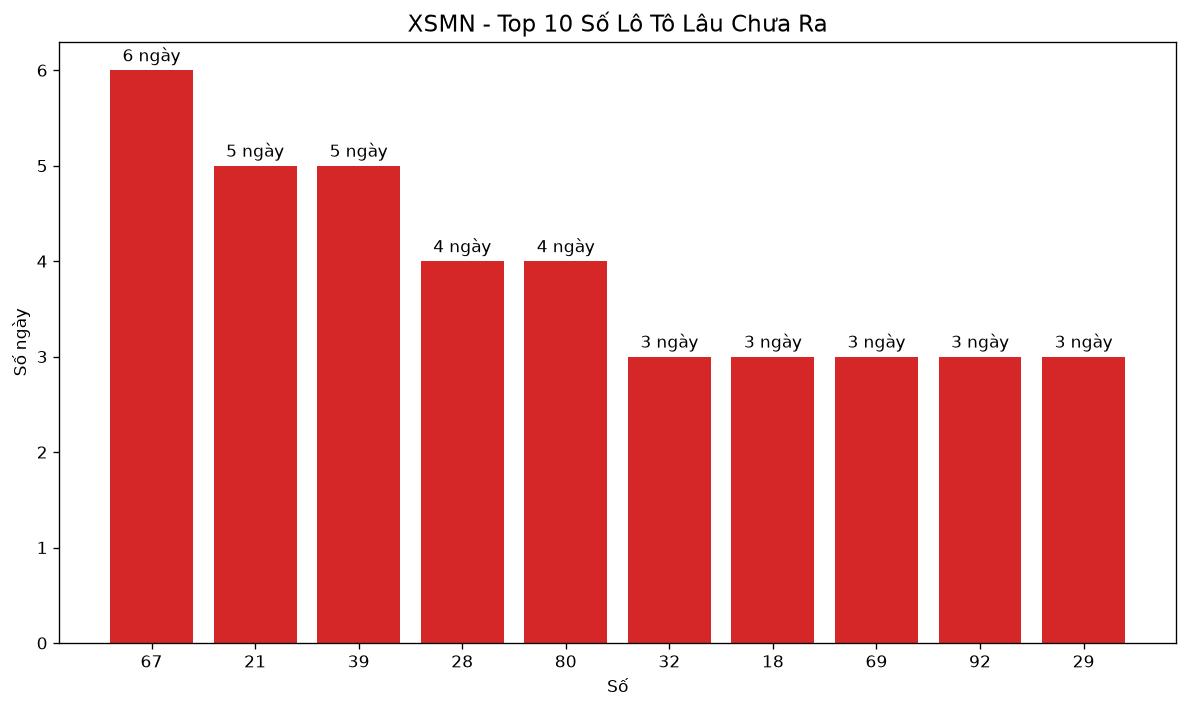 XSMN - Top 10 Số Lô Tô Lâu Chưa Ra
6 ngày
5 ngày 5 ngày
4 ngày 4 ngày
3 ngày 3 ngày 3 ngày 3 ngày 3 ngày
6
5
4
3
2
1
0
Số ngày
67 21 39 28 80 32 18 69 92 29
Số